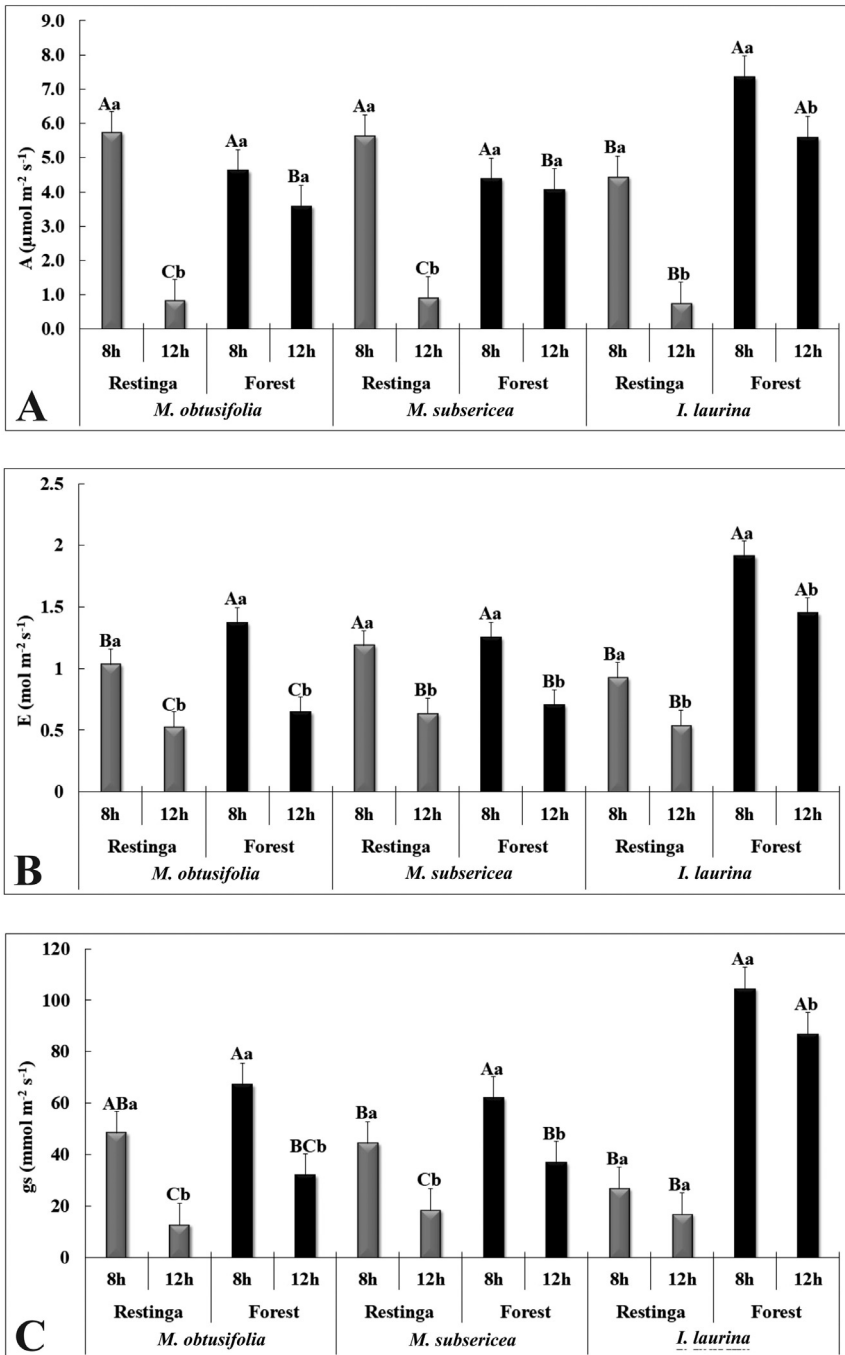 9.0
8.0
7.0
6.0
5.0
4.0
3.0
2.0
1.0
0.0
A (µmol m⁻² s⁻¹)
Aa Cb Aa Ba Aa Cb Aa Ba Ba Bb Aa Ab
8h 12h 8h 12h 8h 12h 8h 12h 8h 12h 8h 12h
Restinga Forest Restinga Forest Restinga Forest
M. obtusifolia M. subsericea I. laurina
A
2.5
2
1.5
1
0.5
0
E (mol m⁻² s⁻¹)
Ba Cb Aa Cb Aa Bb Aa Bb Ba Bb Aa Ab
8h 12h 8h 12h 8h 12h 8h 12h 8h 12h 8h 12h
Restinga Forest Restinga Forest Restinga Forest
M. obtusifolia M. subsericea I. laurina
B
120
100
80
60
40
20
0
gs (mmol m⁻² s⁻¹)
ABa Cb Aa BCb Ba Cb Aa Bb Ba Ba Aa Ab
8h 12h 8h 12h 8h 12h 8h 12h 8h 12h 8h 12h
Restinga Forest Restinga Forest Restinga Forest
M. obtusifolia M. subsericea I. laurina
C